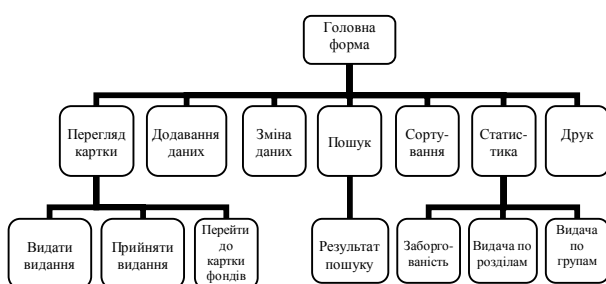 Головна
форма
Перегляд
картки
Додавання
даних
Зміна
даних
Пошук
Сорту-
вання
Статис-
тика
Друк
Видати
видання
Прийняти
видання
Перейти
до
картки
фондів
Результат
пошуку
Заборго-
ваність
Видача по
розділам
Видача
по
групам